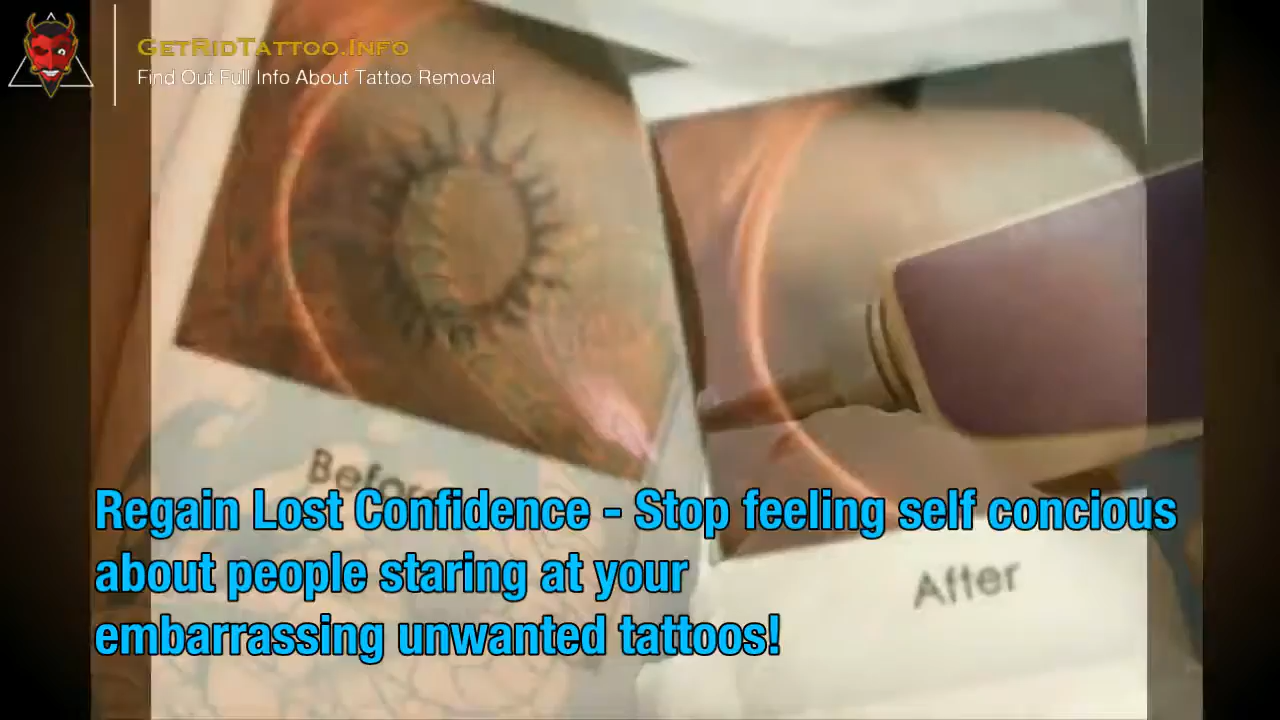 GetRidTattoo.Info
Find Out Full Info About Tattoo Removal
Before
After
Regain Lost Confidence - Stop feeling self concious
about people staring at your
embarrassing unwanted tattoos!